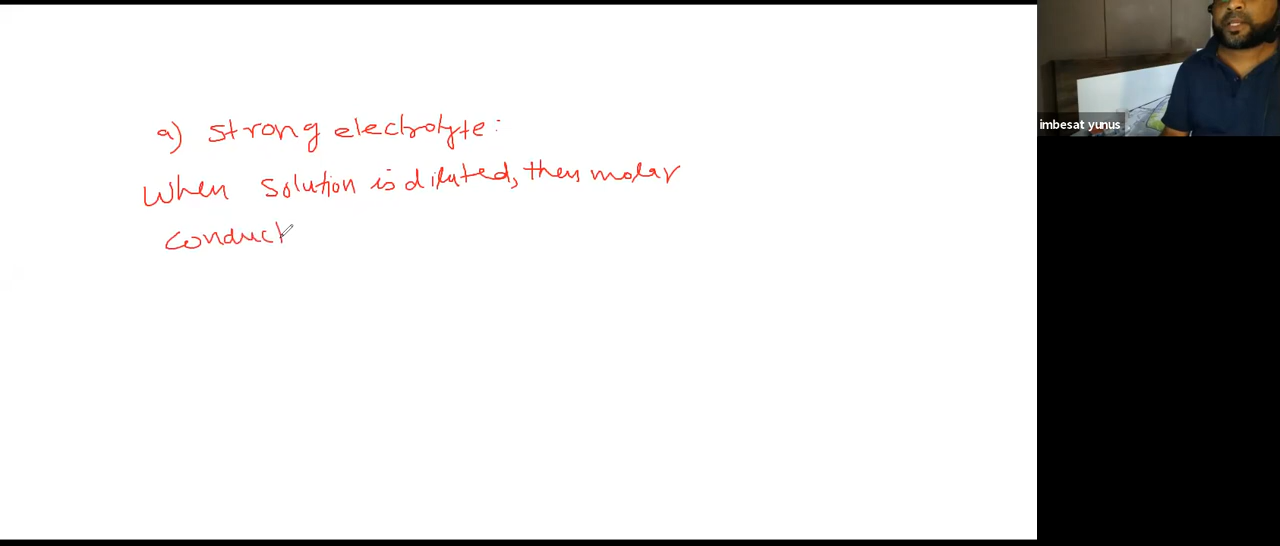 a) strong electrolyte:
When solution is diluted, then molar
conduct
imbesat yunus